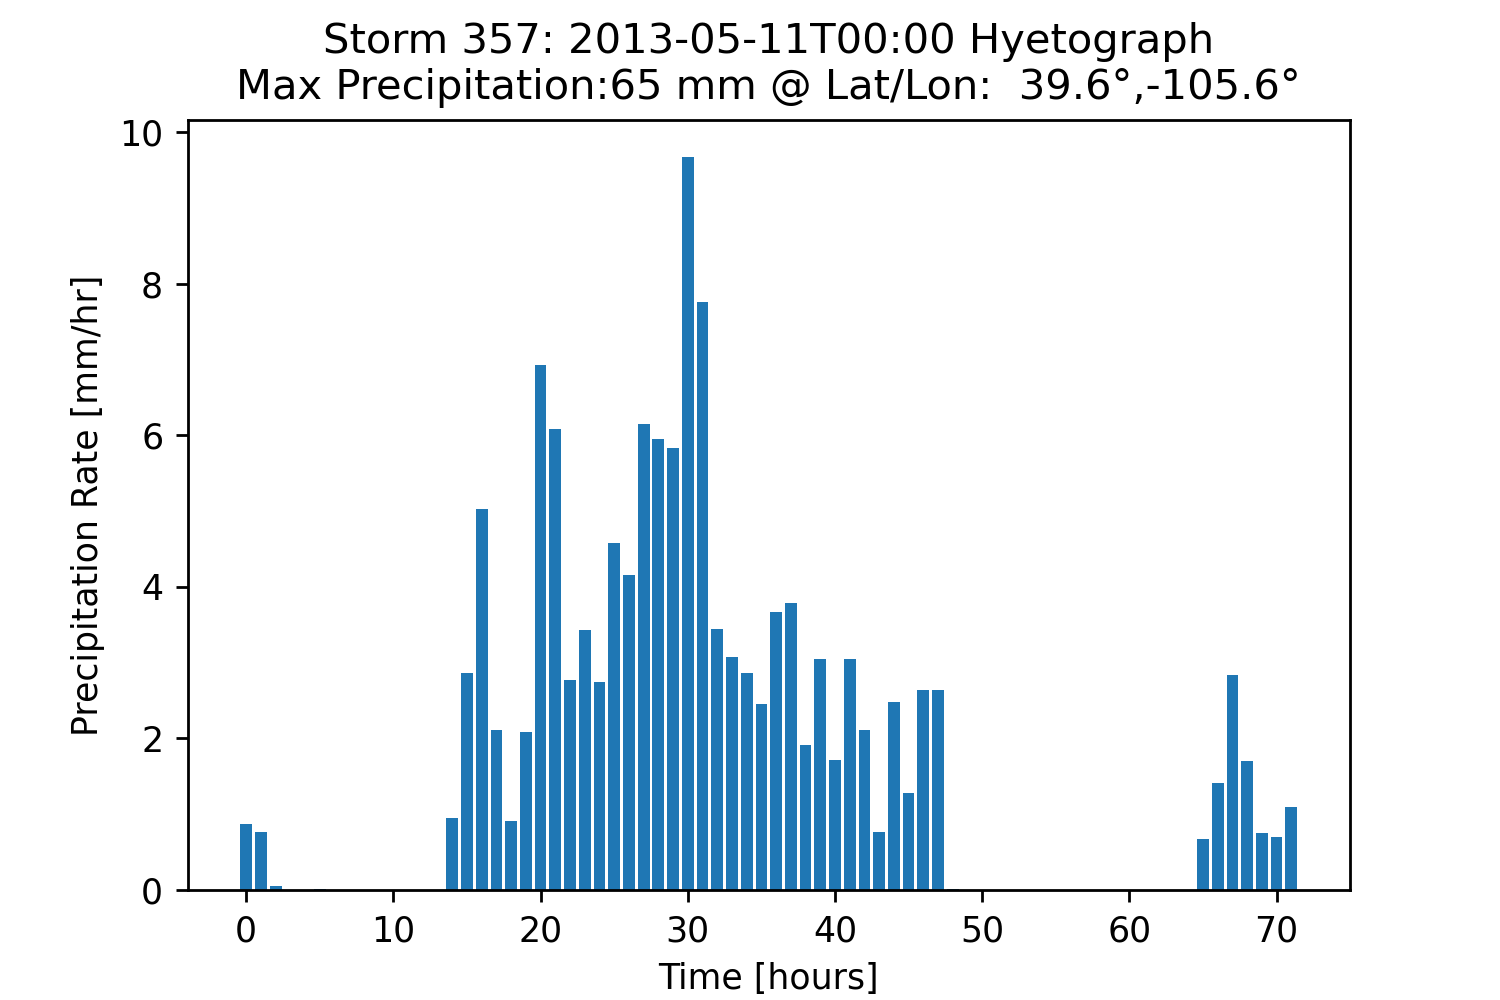 Storm 357: 2013-05-11T00:00 Hyetograph
Max Precipitation:65 mm @ Lat/Lon:  39.6°,-105.6°
10
8
6
4
2
0
Precipitation Rate [mm/hr]
0 10 20 30 40 50 60 70
Time [hours]